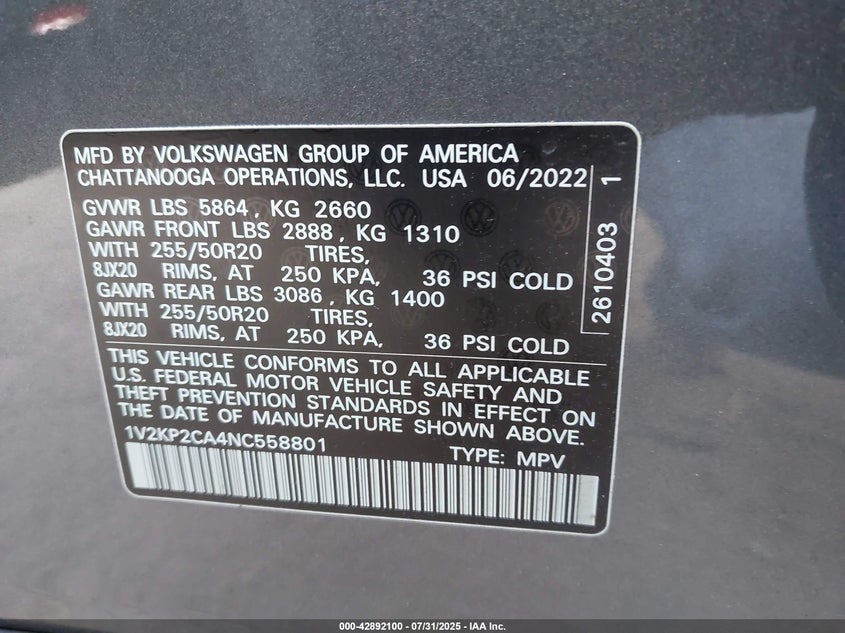 MFD BY VOLKSWAGEN GROUP OF AMERICA
CHATTANOOGA OPERATIONS, LLC. USA 06/2022
GVWR LBS 5864, KG 2660
GAWR FRONT LBS 2888, KG 1310
WITH 255/50R20 TIRES,
8JX20 RIMS, AT 250 KPA, 36 PSI COLD
GAWR REAR LBS 3086, KG 1400
WITH 255/50R20 TIRES,
8JX20 RIMS, AT 250 KPA, 36 PSI COLD
2610403 1
THIS VEHICLE CONFORMS TO ALL APPLICABLE
U.S. FEDERAL MOTOR VEHICLE SAFETY AND
THEFT PREVENTION STANDARDS IN EFFECT ON
THE DATE OF MANUFACTURE SHOWN ABOVE.
1V2KP2CA4NC558801 TYPE: MPV
000-42892100 - 07/31/2025 - IAA Inc.